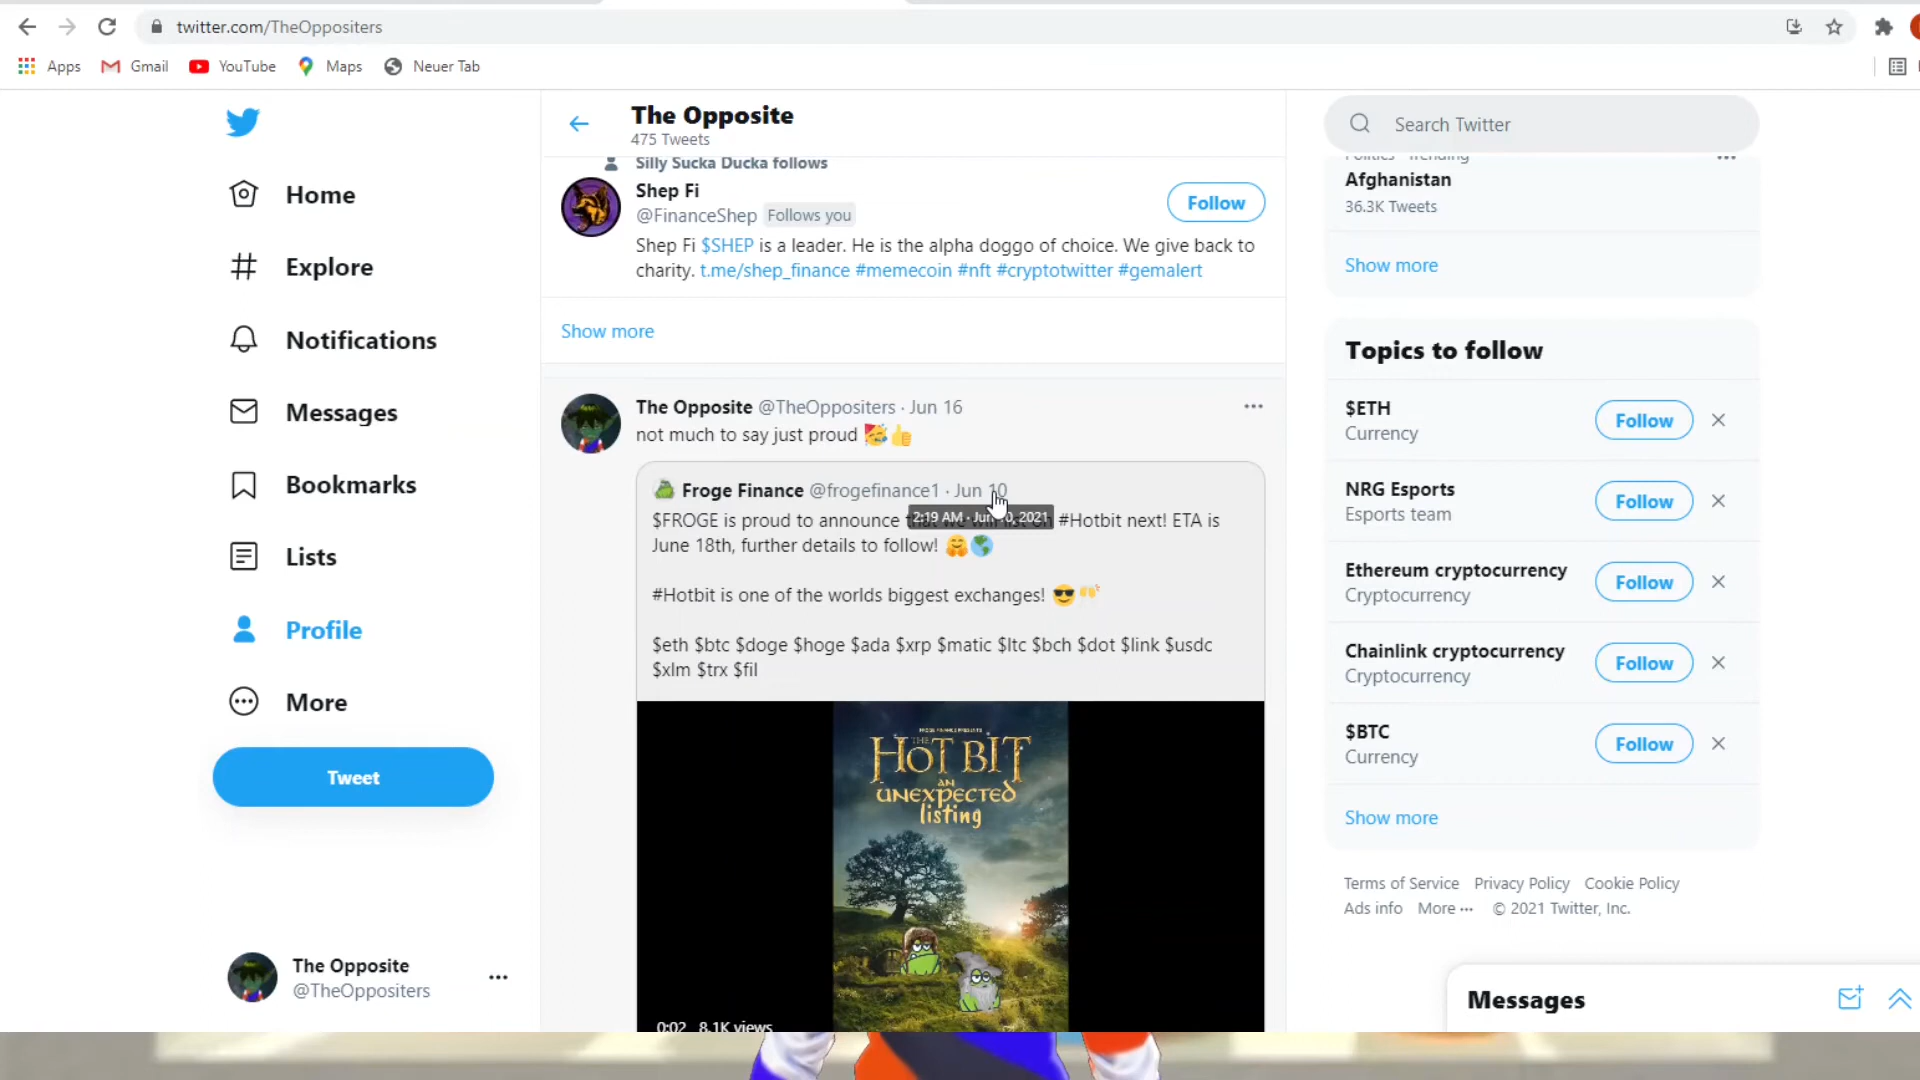 twitter.com/TheOppositers
Apps Gmail YouTube Maps Neuer Tab
Home
Explore
Notifications
Messages
Bookmarks
Lists
Profile
More
Tweet
The Opposite
@TheOppositers
The Opposite
475 Tweets
Silly Sucka Ducka follows
Shep Fi
@FinanceShep Follows you
Follow
Shep Fi $SHEP is a leader. He is the alpha doggo of choice. We give back to
charity. t.me/shep_finance #memecoin #nft #cryptotwitter #gemalert
Show more
The Opposite @TheOppositers · Jun 16
not much to say just proud 🥳👍
Froge Finance @frogefinance1 · Jun 10
2:19 AM · Jun 10, 2021
$FROGE is proud to announce that we will list on #Hotbit next! ETA is
June 18th, further details to follow! 🤗🌎
#Hotbit is one of the worlds biggest exchanges! 😎🙌
$eth $btc $doge $hoge $ada $xrp $matic $ltc $bch $dot $link $usdc
$xlm $trx $fil
FROGE FINANCE PRESENTS
THE
HOT BIT
AN
UNEXPECTED
listing
0:02 8.1K views
Search Twitter
Politics · Trending
Afghanistan
36.3K Tweets
Show more
Topics to follow
$ETH
Currency
Follow
NRG Esports
Esports team
Follow
Ethereum cryptocurrency
Cryptocurrency
Follow
Chainlink cryptocurrency
Cryptocurrency
Follow
$BTC
Currency
Follow
Show more
Terms of Service Privacy Policy Cookie Policy
Ads info More ··· © 2021 Twitter, Inc.
Messages